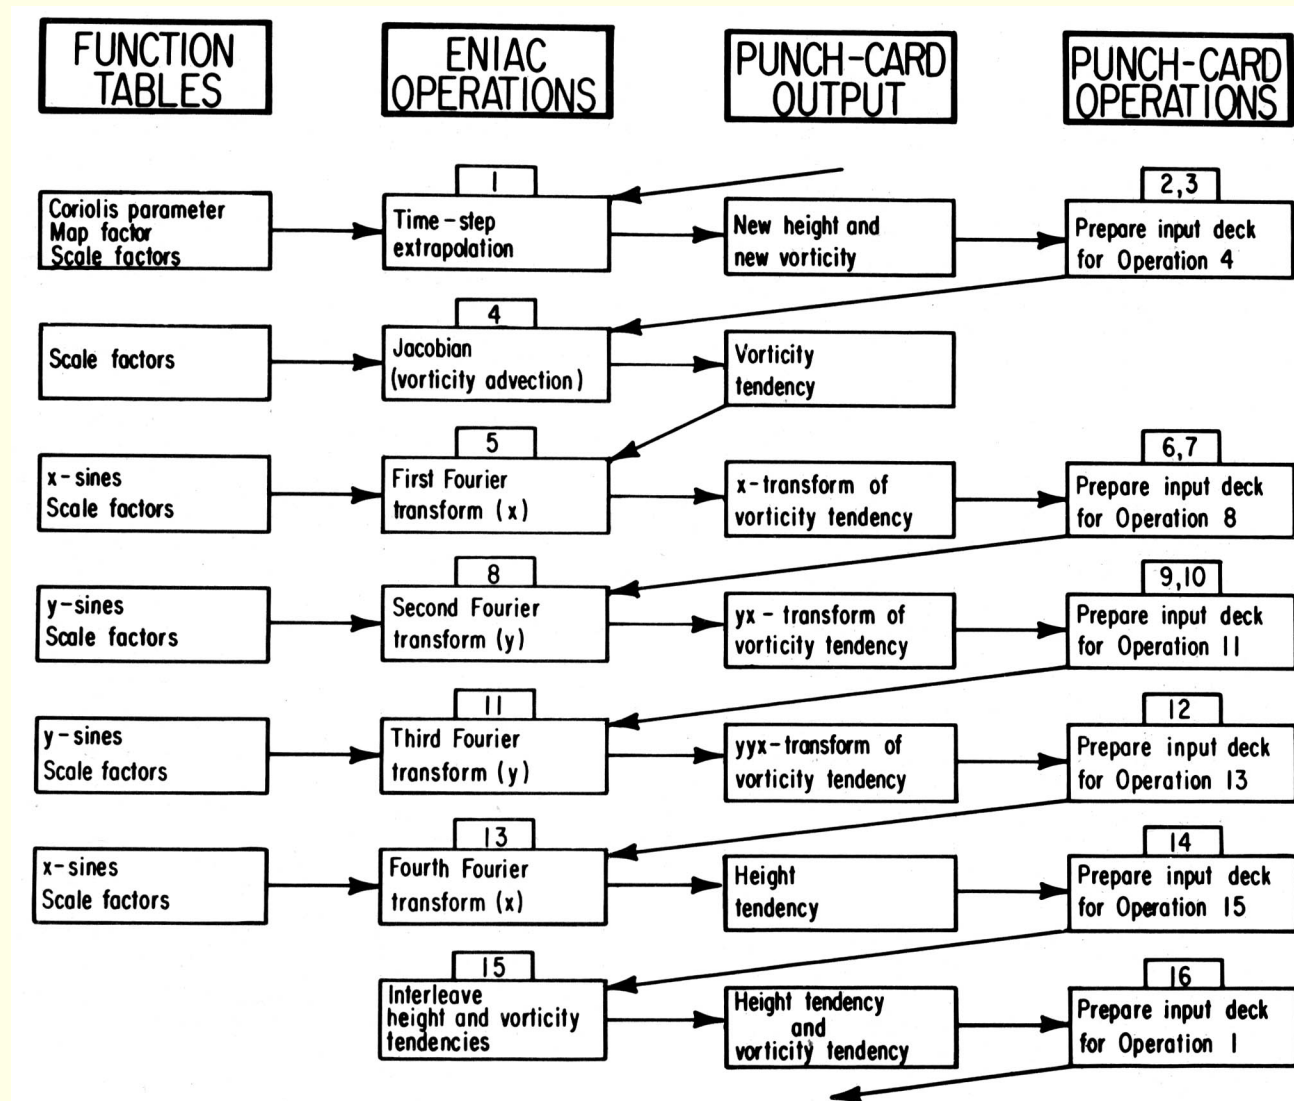 FUNCTION
TABLES
ENIAC
OPERATIONS
PUNCH-CARD
OUTPUT
PUNCH-CARD
OPERATIONS
Coriolis parameter
Map factor
Scale factors
1
Time-step
extrapolation
New height and
new vorticity
2,3
Prepare input deck
for Operation 4
Scale factors
4
Jacobian
(vorticity advection)
Vorticity
tendency
x-sines
Scale factors
5
First Fourier
transform (x)
x-transform of
vorticity tendency
6,7
Prepare input deck
for Operation 8
y-sines
Scale factors
8
Second Fourier
transform (y)
yx- transform of
vorticity tendency
9,10
Prepare input deck
for Operation 11
y-sines
Scale factors
11
Third Fourier
transform (y)
yyx-transform of
vorticity tendency
12
Prepare input deck
for Operation 13
x-sines
Scale factors
13
Fourth Fourier
transform (x)
Height
tendency
14
Prepare input deck
for Operation 15
15
Interleave
height and vorticity
tendencies
Height tendency
and
vorticity tendency
16
Prepare input deck
for Operation 1